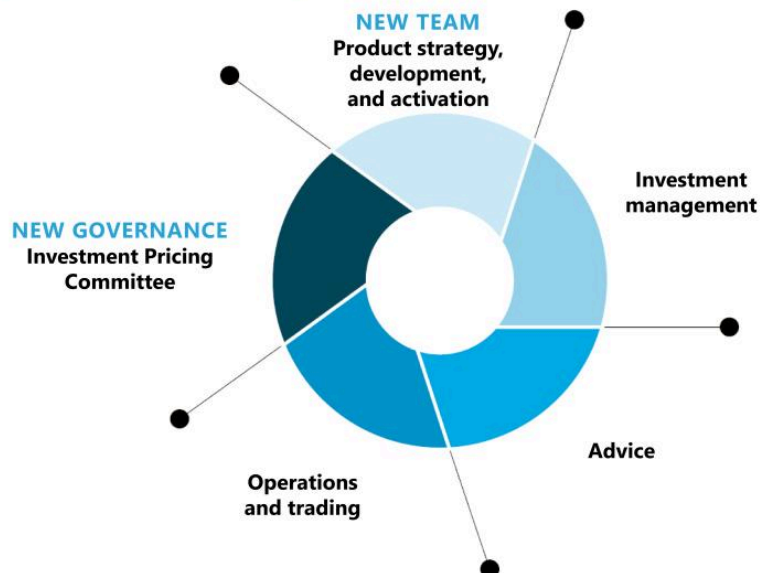 NEW TEAM
Product strategy,
development,
and activation
Investment
management
Advice
Operations
and trading
NEW GOVERNANCE
Investment Pricing
Committee